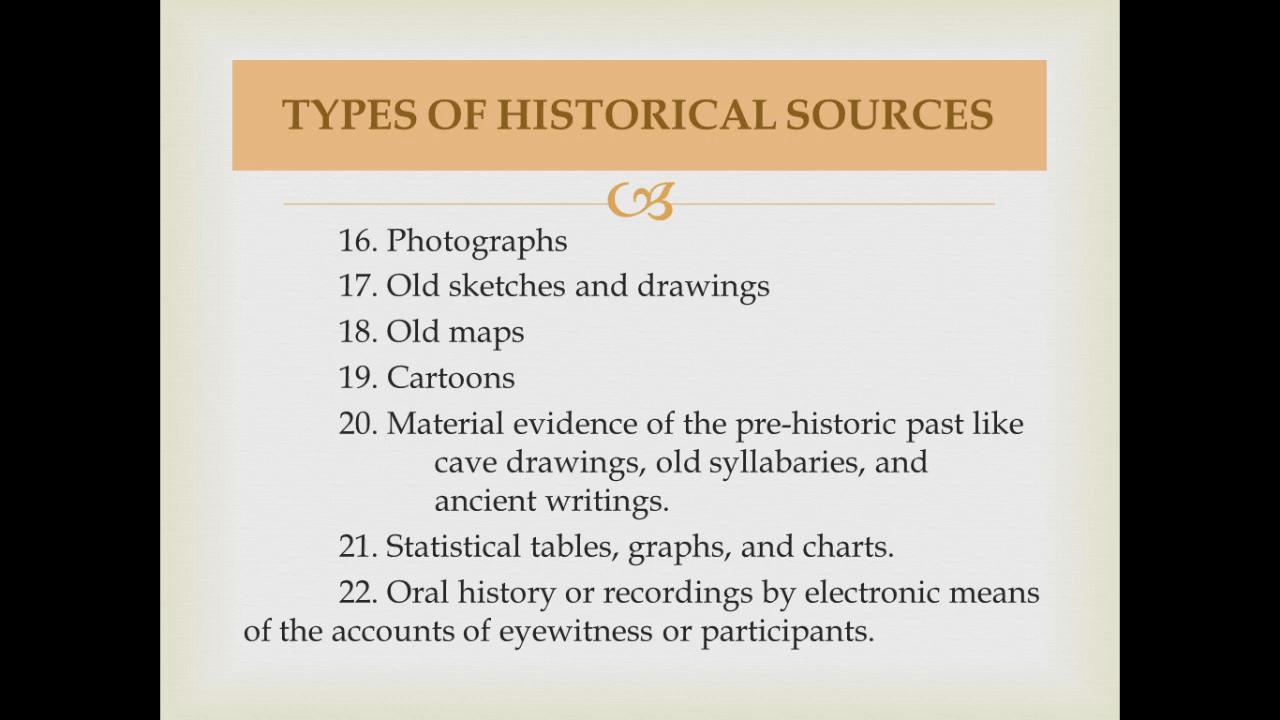 TYPES OF HISTORICAL SOURCES
16. Photographs
17. Old sketches and drawings
18. Old maps
19. Cartoons
20. Material evidence of the pre-historic past like
cave drawings, old syllabaries, and
ancient writings.
21. Statistical tables, graphs, and charts.
22. Oral history or recordings by electronic means
of the accounts of eyewitness or participants.